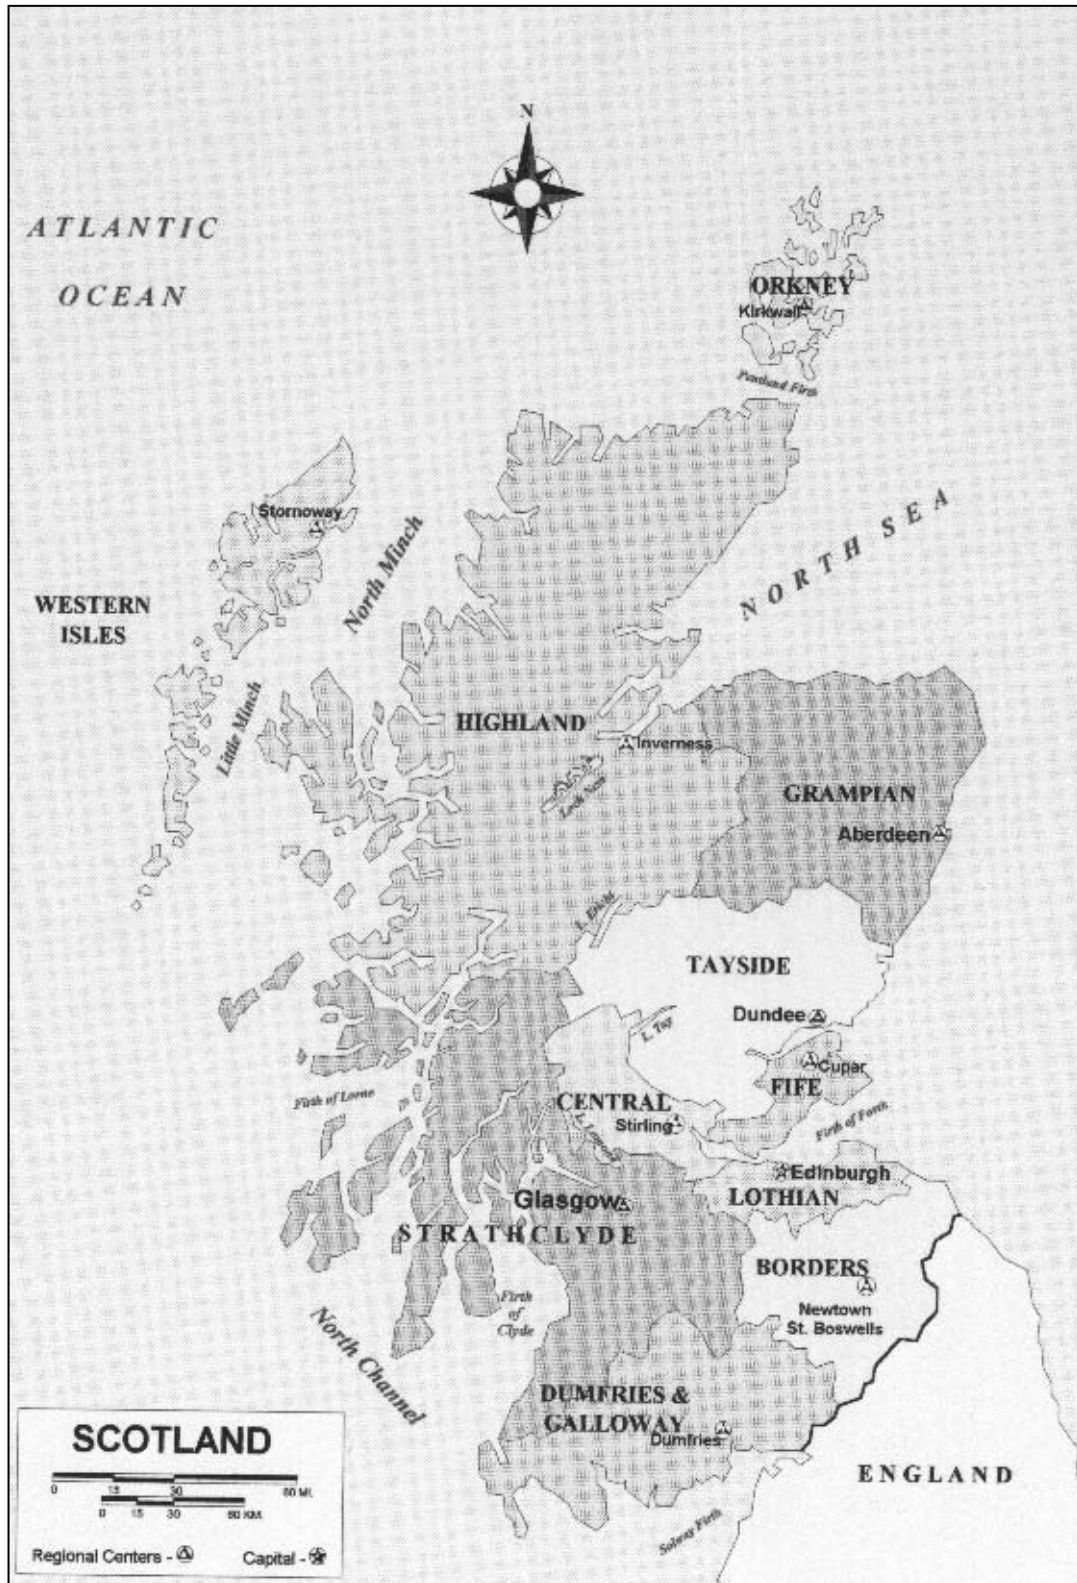 N
ATLANTIC
OCEAN
ORKNEY
Kirkwall
Pentland Firth
Stornoway
North Minch
NORTH SEA
WESTERN
ISLES
Little Minch
HIGHLAND
Inverness
Loch Ness
GRAMPIAN
Aberdeen
TAYSIDE
Dundee
L. Tay
Cupar
FIFE
Firth of Lorne
CENTRAL
Stirling
Firth of Forth
Edinburgh
LOTHIAN
Glasgow
STRATHCLYDE
BORDERS
Newtown
St. Boswells
Firth
of
Clyde
North Channel
DUMFRIES &
GALLOWAY
Dumfries
ENGLAND
Solway Firth
SCOTLAND
0 15 30 60 MI.
0 15 30 60 KM.
Regional Centers - Capital -